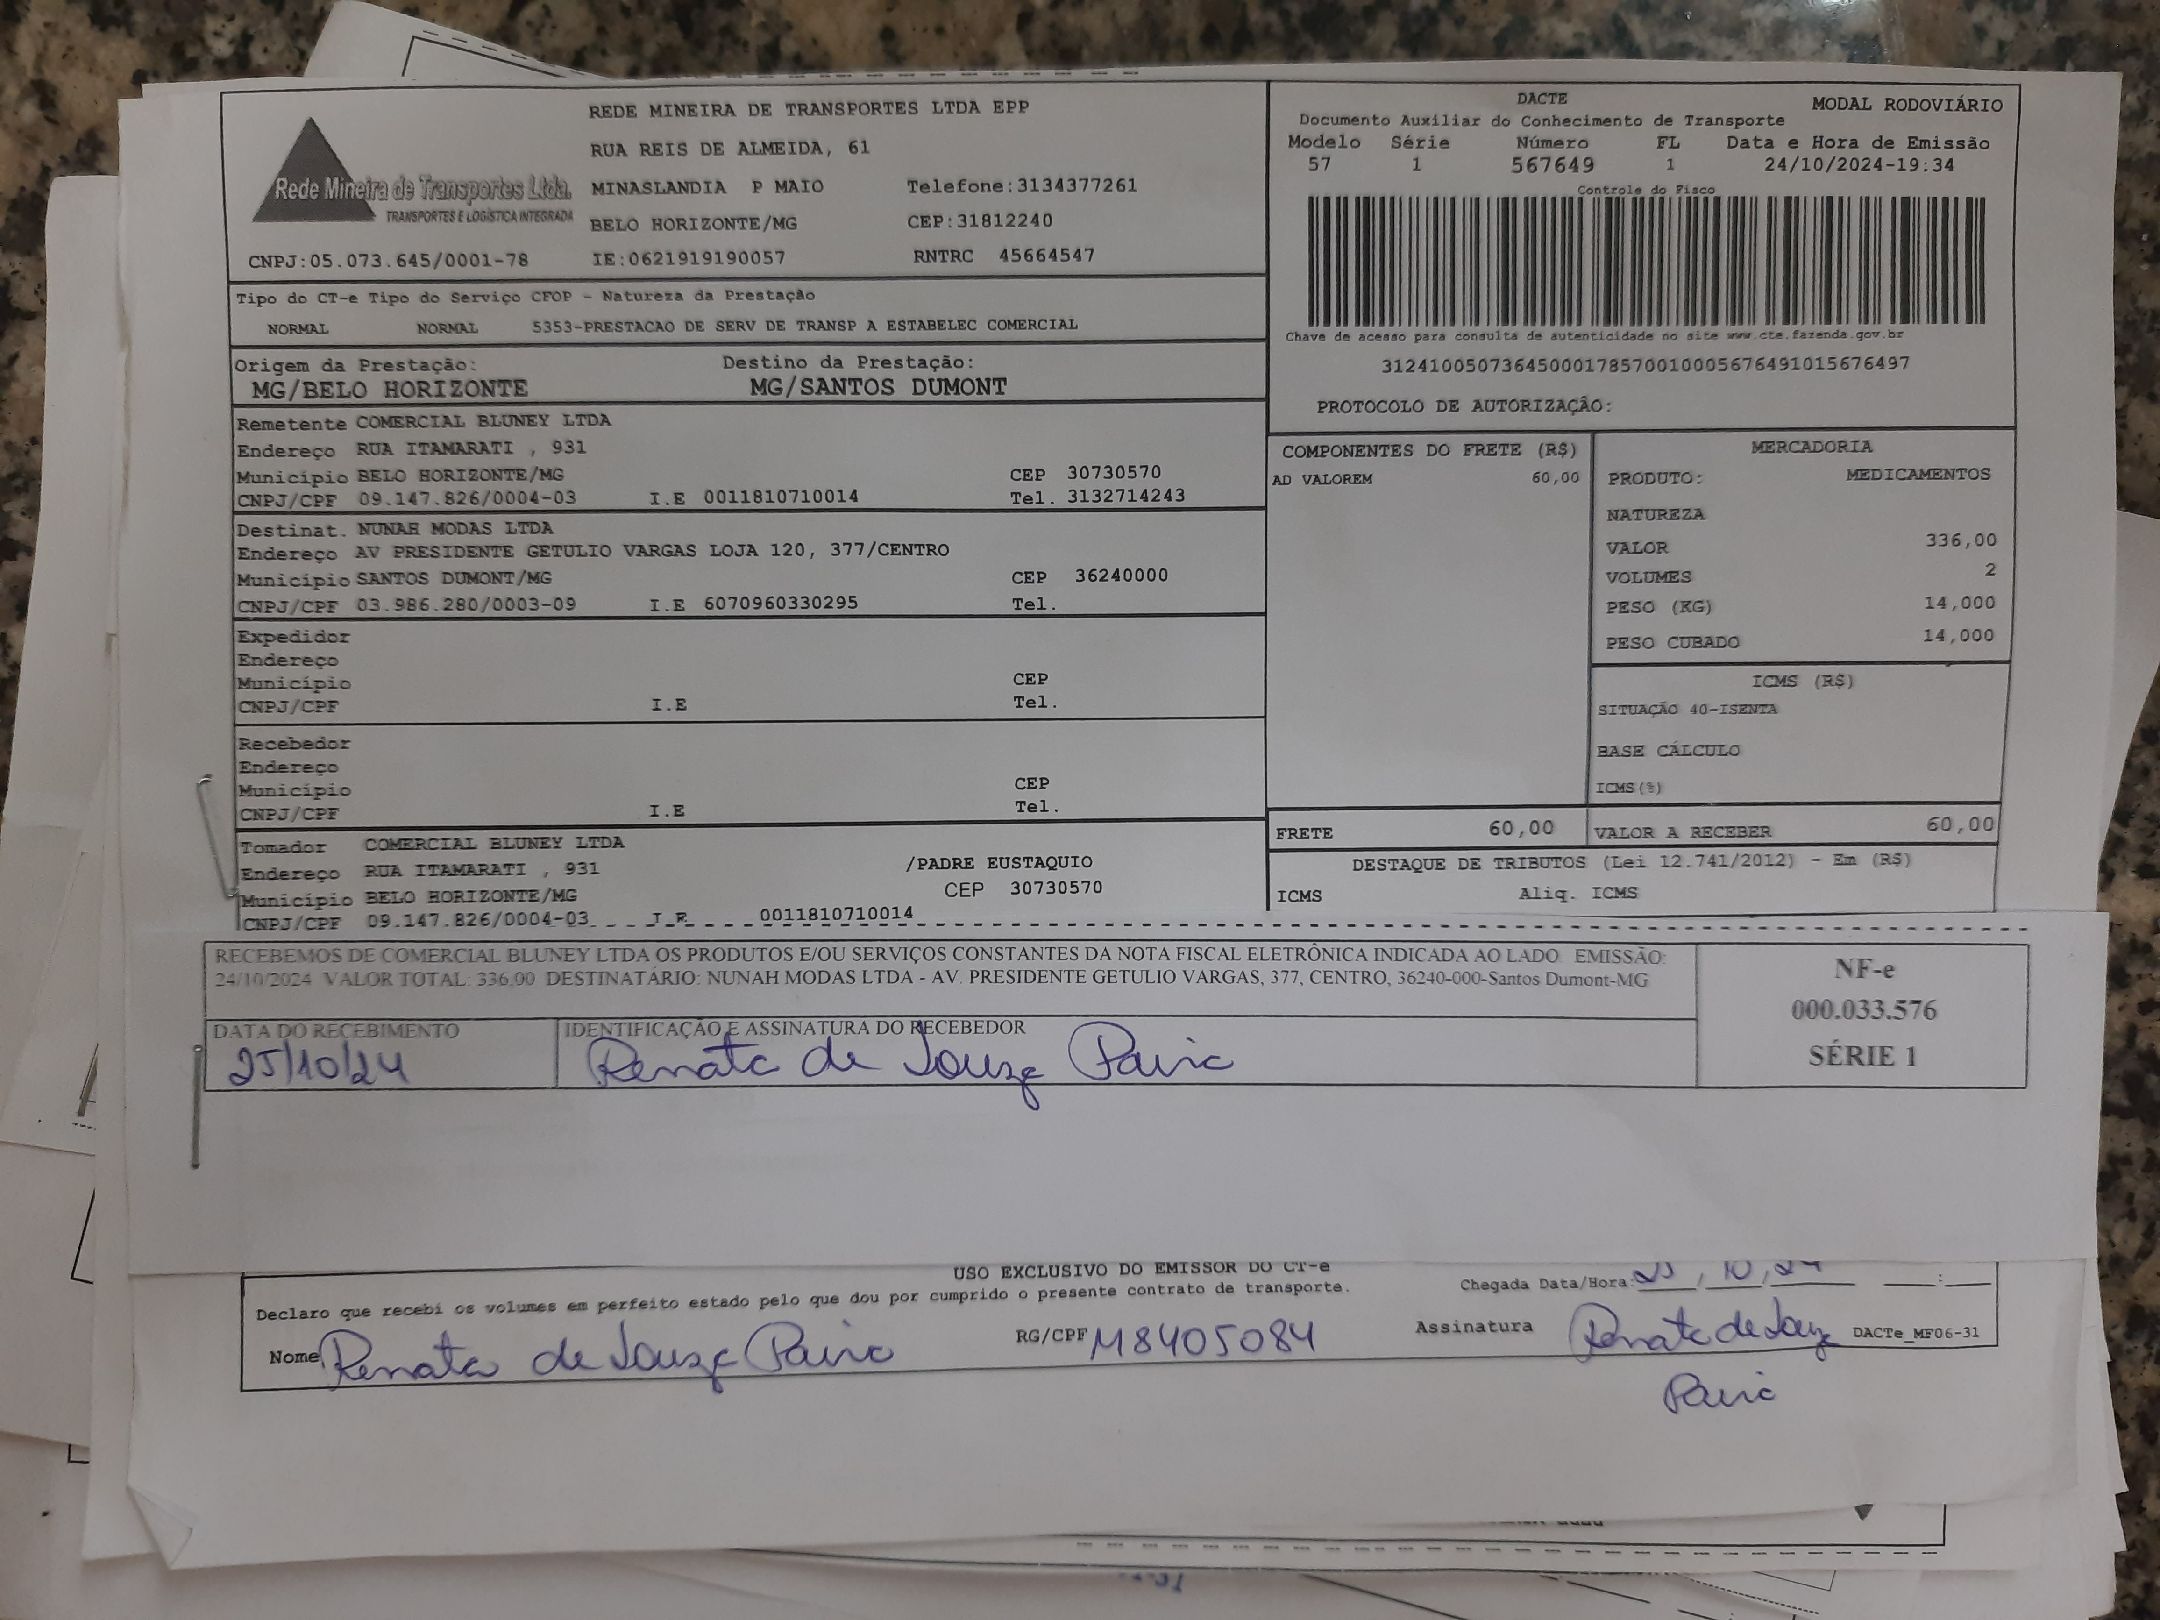 REDE MINEIRA DE TRANSPORTES LTDA EPP
RUA REIS DE ALMEIDA, 61
Rede Mineira de Transportes Ltda.
TRANSPORTES E LOGÍSTICA INTEGRADA
MINASLANDIA P MAIO Telefone:3134377261
BELO HORIZONTE/MG CEP:31812240
CNPJ:05.073.645/0001-78 IE:0621919190057 RNTRC 45664547
DACTE MODAL RODOVIÁRIO
Documento Auxiliar do Conhecimento de Transporte
Modelo Série Número FL Data e Hora de Emissão
57 1 567649 1 24/10/2024-19:34
Controle do Fisco
Chave de acesso para consulta de autenticidade no site www.cte.fazenda.gov.br
31241005073645000178570010005676491015676497
PROTOCOLO DE AUTORIZAÇÃO:
Tipo do CT-e Tipo do Serviço CFOP - Natureza da Prestação
NORMAL NORMAL 5353-PRESTACAO DE SERV DE TRANSP A ESTABELEC COMERCIAL
Origem da Prestação: Destino da Prestação:
MG/BELO HORIZONTE MG/SANTOS DUMONT
Remetente COMERCIAL BLUNEY LTDA
Endereço RUA ITAMARATI , 931
Município BELO HORIZONTE/MG CEP 30730570
CNPJ/CPF 09.147.826/0004-03 I.E 0011810710014 Tel. 3132714243
Destinat. NUNAH MODAS LTDA
Endereço AV PRESIDENTE GETULIO VARGAS LOJA 120, 377/CENTRO
Município SANTOS DUMONT/MG CEP 36240000
CNPJ/CPF 03.986.280/0003-09 I.E 6070960330295 Tel.
Expedidor
Endereço
Município CEP
CNPJ/CPF I.E Tel.
Recebedor
Endereço
Município CEP
CNPJ/CPF I.E Tel.
Tomador COMERCIAL BLUNEY LTDA
Endereço RUA ITAMARATI , 931 /PADRE EUSTAQUIO
Município BELO HORIZONTE/MG CEP 30730570
CNPJ/CPF 09.147.826/0004-03 I.E 0011810710014
COMPONENTES DO FRETE (R$)
AD VALOREM 60,00
MERCADORIA
PRODUTO: MEDICAMENTOS
NATUREZA
VALOR 336,00
VOLUMES 2
PESO (KG) 14,000
PESO CUBADO 14,000
ICMS (R$)
SITUAÇÃO 40-ISENTA
BASE CÁLCULO
ICMS(%)
FRETE 60,00 VALOR A RECEBER 60,00
DESTAQUE DE TRIBUTOS (Lei 12.741/2012) - Em (R$)
ICMS Aliq. ICMS
RECEBEMOS DE COMERCIAL BLUNEY LTDA OS PRODUTOS E/OU SERVIÇOS CONSTANTES DA NOTA FISCAL ELETRÔNICA INDICADA AO LADO. EMISSÃO:
24/10/2024 VALOR TOTAL: 336,00 DESTINATÁRIO: NUNAH MODAS LTDA - AV. PRESIDENTE GETULIO VARGAS, 377, CENTRO, 36240-000-Santos Dumont-MG
DATA DO RECEBIMENTO IDENTIFICAÇÃO E ASSINATURA DO RECEBEDOR
25/10/24 Renata de Souza Paiva
NF-e
000.033.576
SÉRIE 1
USO EXCLUSIVO DO EMISSOR DO CT-e
Declaro que recebi os volumes em perfeito estado pelo que dou por cumprido o presente contrato de transporte. Chegada Data/Hora: 25/10/24 :
Nome Renata de Souza Paiva RG/CPF M8405084 Assinatura Renata de Souza DACTe_MF06-31
Paiva